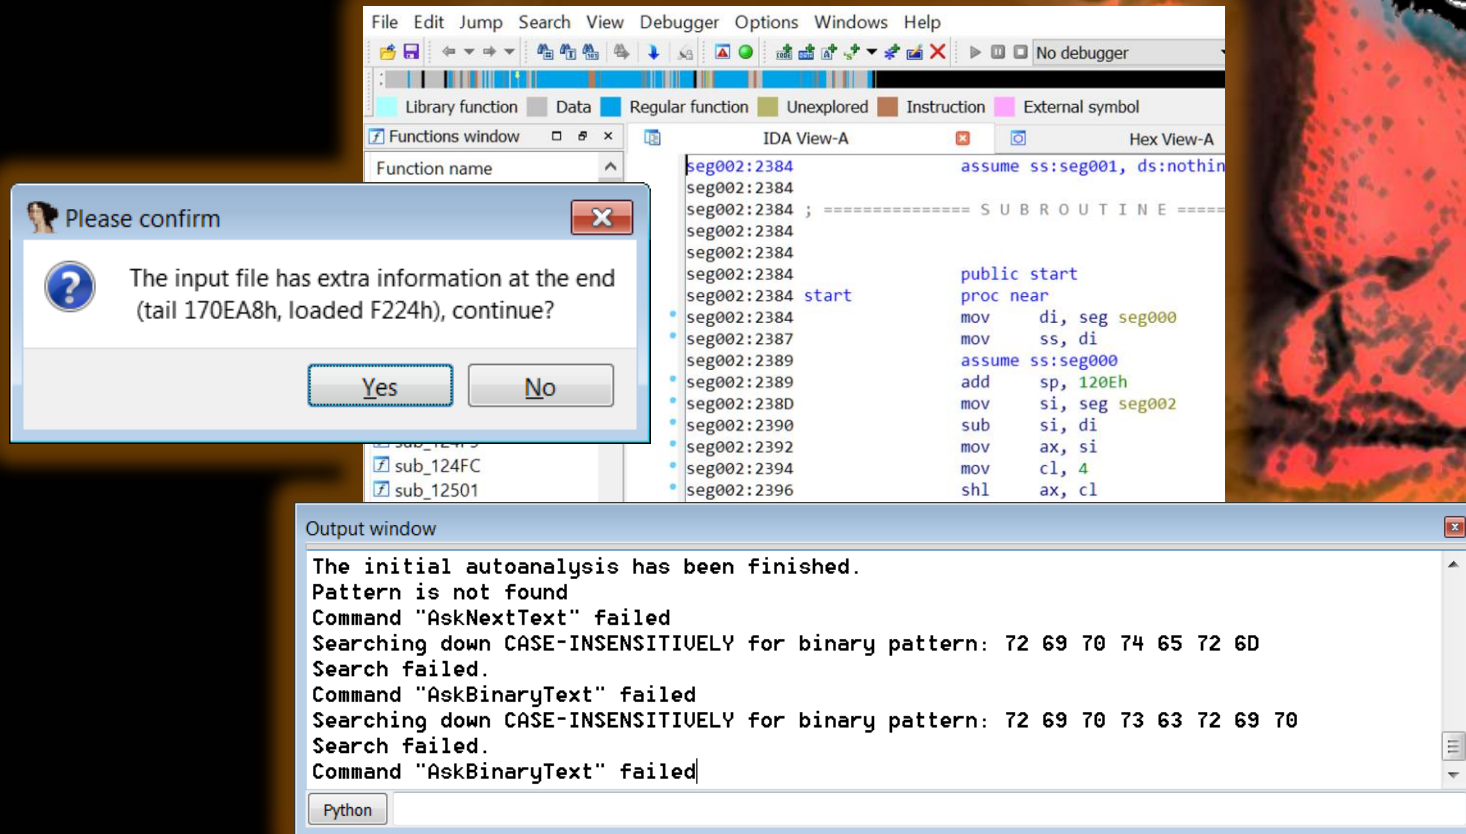 File Edit Jump Search View Debugger Options Windows Help
No debugger
Library function Data Regular function Unexplored Instruction External symbol
Functions window
IDA View-A
Hex View-A
Function name
seg002:2384 assume ss:seg001, ds:nothin
seg002:2384
seg002:2384 ; =============== S U B R O U T I N E =====
seg002:2384
seg002:2384
seg002:2384 public start
seg002:2384 start proc near
seg002:2384 mov di, seg seg000
seg002:2387 mov ss, di
seg002:2389 assume ss:seg000
seg002:2389 add sp, 120Eh
seg002:238D mov si, seg seg002
seg002:2390 sub si, di
seg002:2392 mov ax, si
seg002:2394 mov cl, 4
seg002:2396 shl ax, cl
Please confirm
The input file has extra information at the end
(tail 170EA8h, loaded F224h), continue?
Yes
No
sub_124FC
sub_12501
Output window
The initial autoanalysis has been finished.
Pattern is not found
Command "AskNextText" failed
Searching down CASE-INSENSITIVELY for binary pattern: 72 69 70 74 65 72 6D
Search failed.
Command "AskBinaryText" failed
Searching down CASE-INSENSITIVELY for binary pattern: 72 69 70 73 63 72 69 70
Search failed.
Command "AskBinaryText" failed
Python